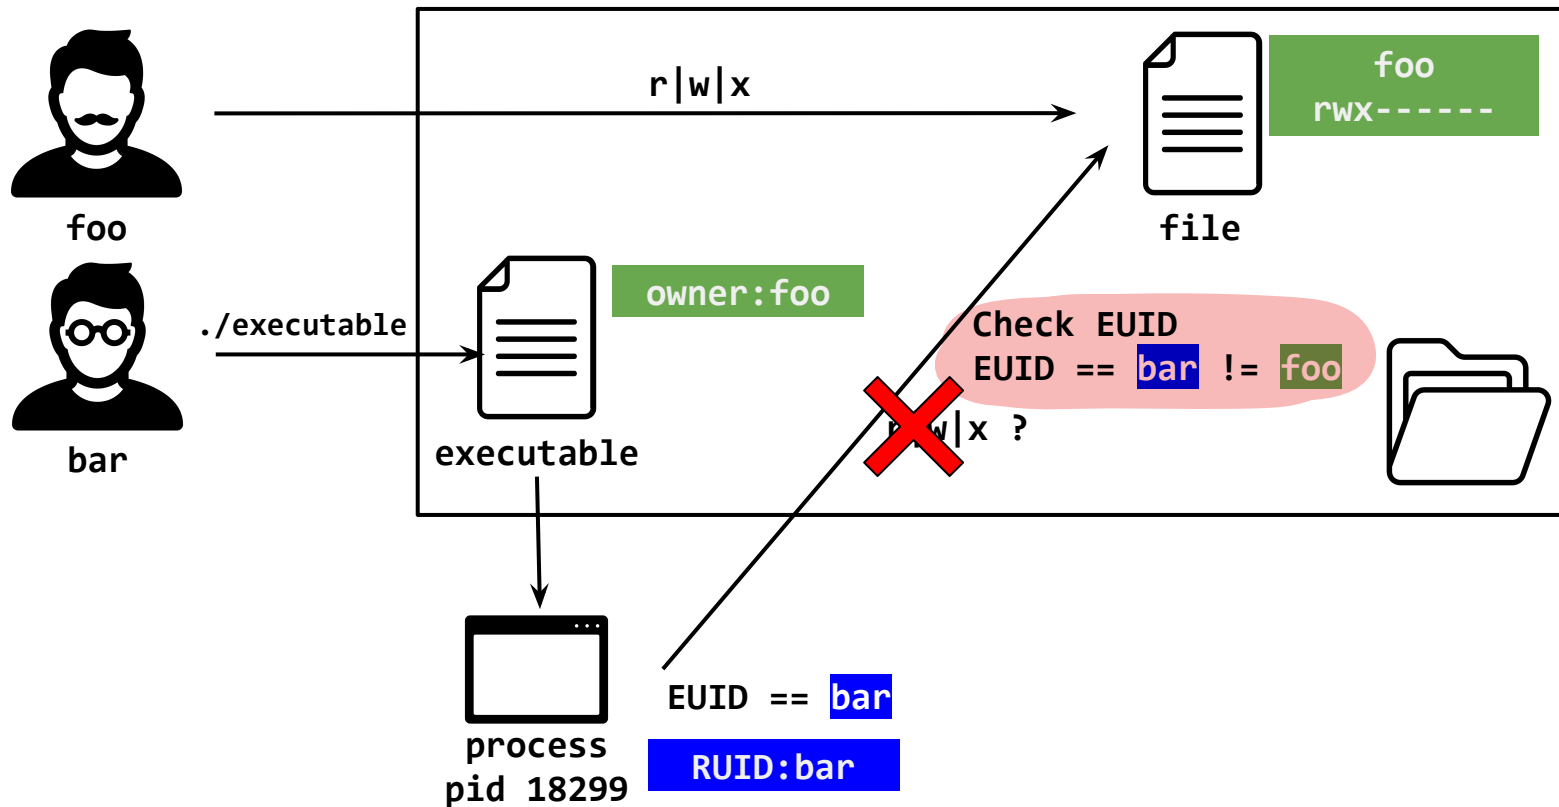 r|w|x
foo
rwx------
foo
file
./executable
owner:foo
Check EUID
EUID == bar != foo
r|w|x ?
bar
executable
EUID == bar
process
pid 18299
RUID:bar